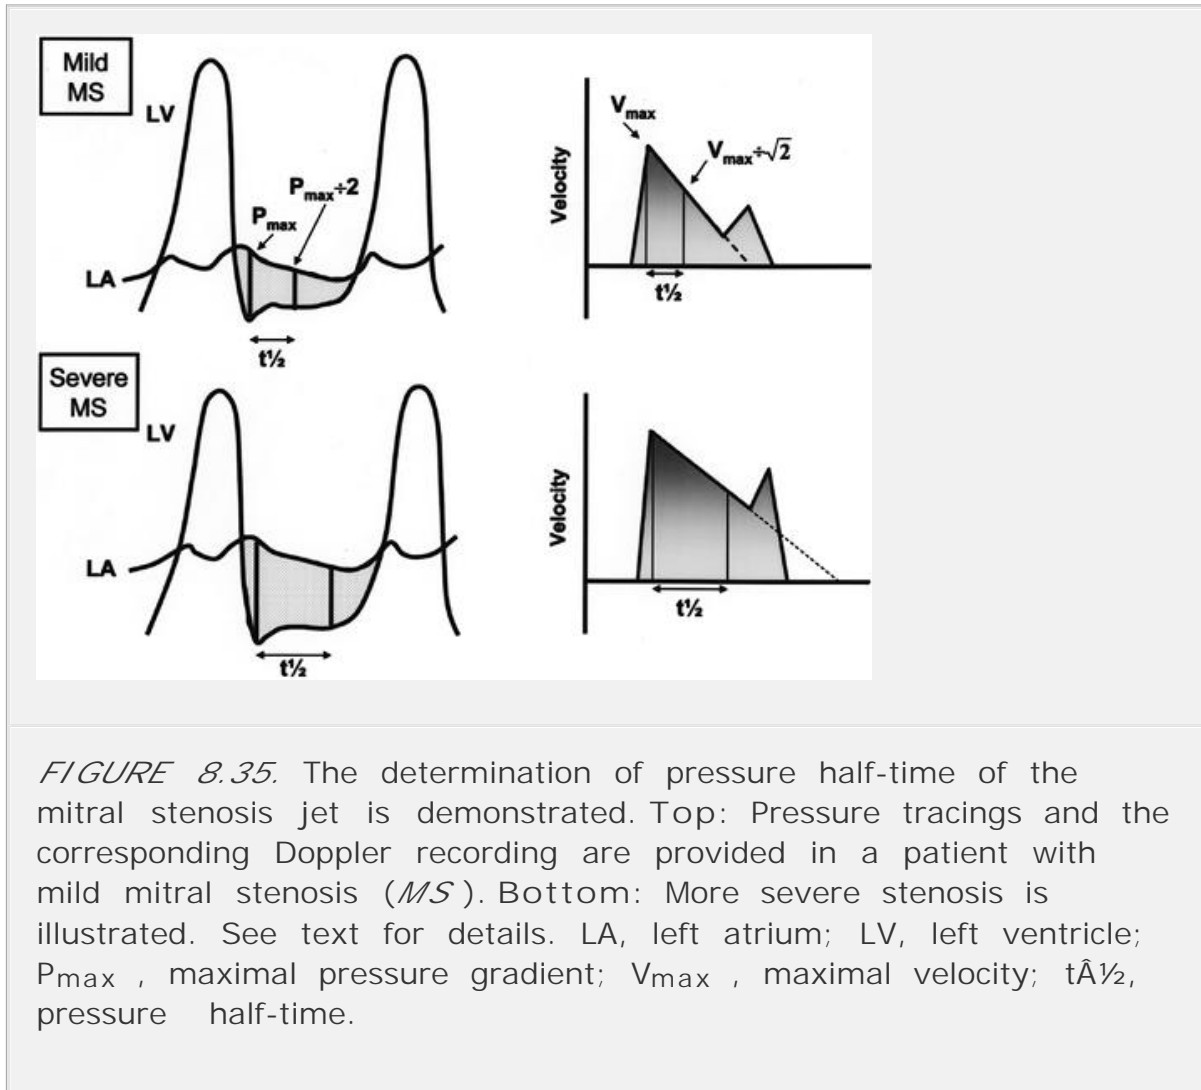 Mild
MS
LV
P
max
P
max
÷2
LA
t½
V
max
V
max
÷√2
Velocity
t½
Severe
MS
LV
LA
t½
Velocity
t½
FIGURE 8.35. The determination of pressure half-time of the
mitral stenosis jet is demonstrated. Top: Pressure tracings and the
corresponding Doppler recording are provided in a patient with
mild mitral stenosis (MS ). Bottom: More severe stenosis is
illustrated. See text for details. LA, left atrium; LV, left ventricle;
Pmax , maximal pressure gradient; Vmax , maximal velocity; tÂ½,
pressure half-time.